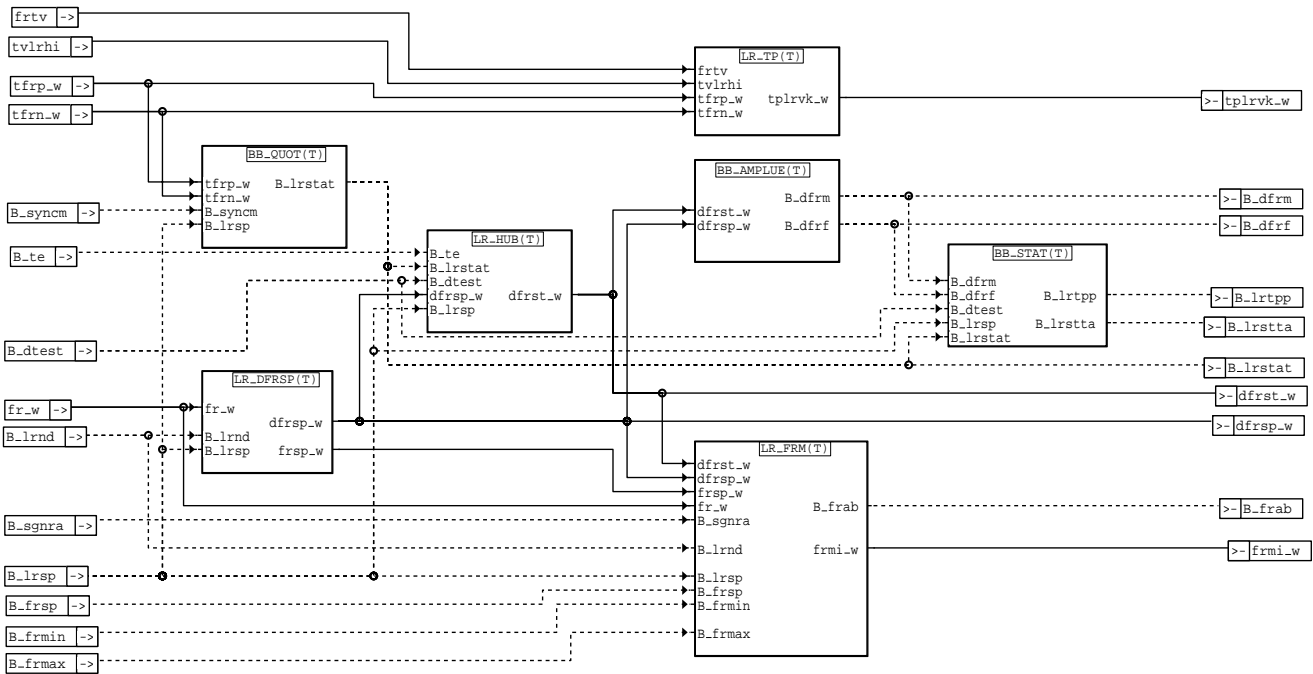 frtv ->
tvlrhi ->
tfrp_w ->
tfrn_w ->
B_syncm ->
B_te ->
B_dtest ->
fr_w ->
B_lrnd ->
B_sgnra ->
B_lrsp ->
B_frsp ->
B_frmin ->
B_frmax ->
BB_QUOT(T)
tfrp_w
tfrn_w
B_syncm
B_lrsp
B_lrstat
LR_DFRSP(T)
fr_w
B_lrnd
B_lrsp
dfrsp_w
frsp_w
LR_HUB(T)
B_te
B_lrstat
B_dtest
dfrsp_w
B_lrsp
dfrst_w
LR_TP(T)
frtv
tvlrhi
tfrp_w
tfrn_w
tplrvk_w
BB_AMPLUE(T)
dfrst_w
dfrsp_w
B_dfrm
B_dfrf
LR_FRM(T)
dfrst_w
dfrsp_w
frsp_w
fr_w
B_sgnra
B_lrnd
B_lrsp
B_frsp
B_frmin
B_frmax
B_frab
frmi_w
BB_STAT(T)
B_dfrm
B_dfrf
B_dtest
B_lrsp
B_lrstat
B_lrtpp
B_lrstta
>- tplrvk_w
>- B_dfrm
>- B_dfrf
>- B_lrtpp
>- B_lrstta
>- B_lrstat
>- dfrst_w
>- dfrsp_w
>- B_frab
>- frmi_w